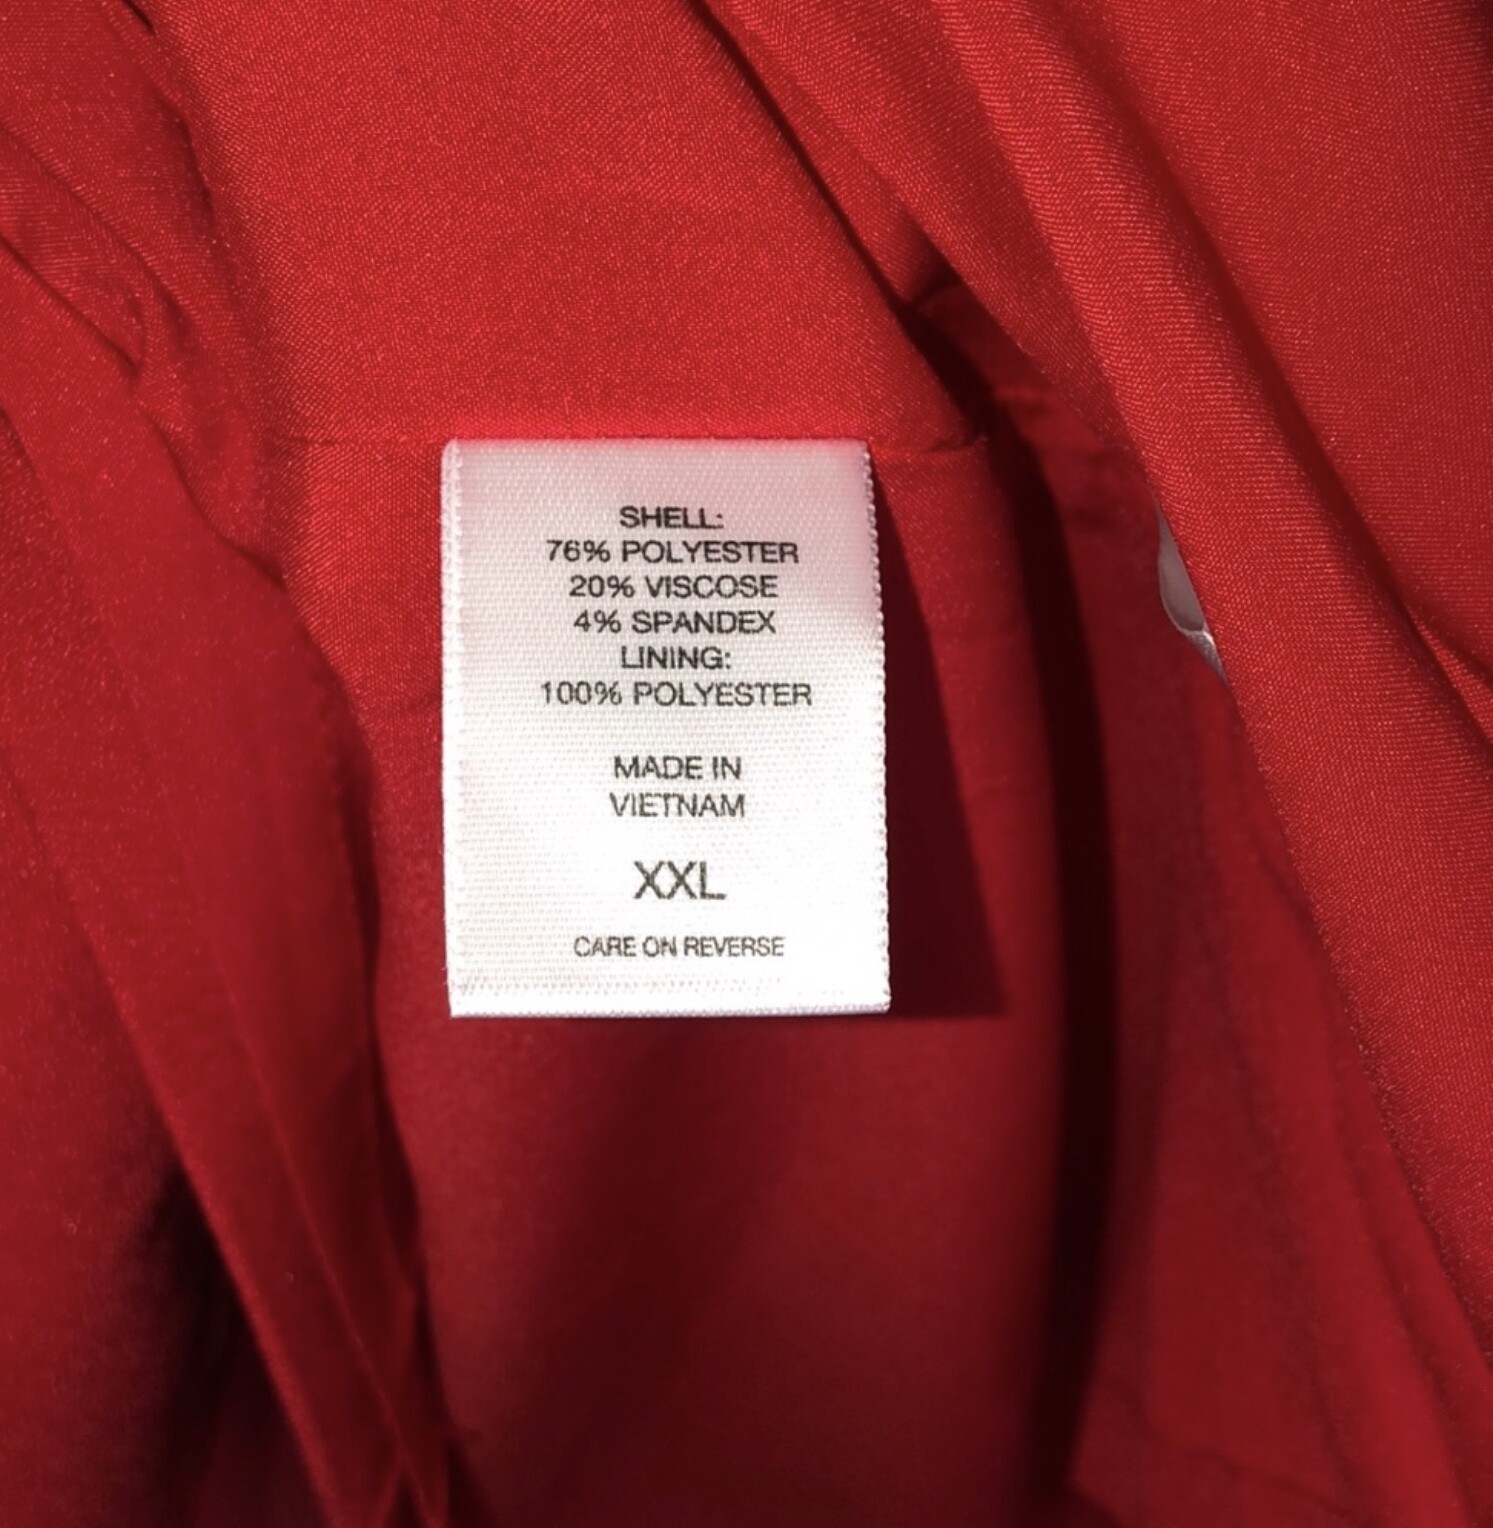 SHELL:
76% POLYESTER
20% VISCOSE
4% SPANDEX
LINING:
100% POLYESTER
MADE IN
VIETNAM
XXL
CARE ON REVERSE